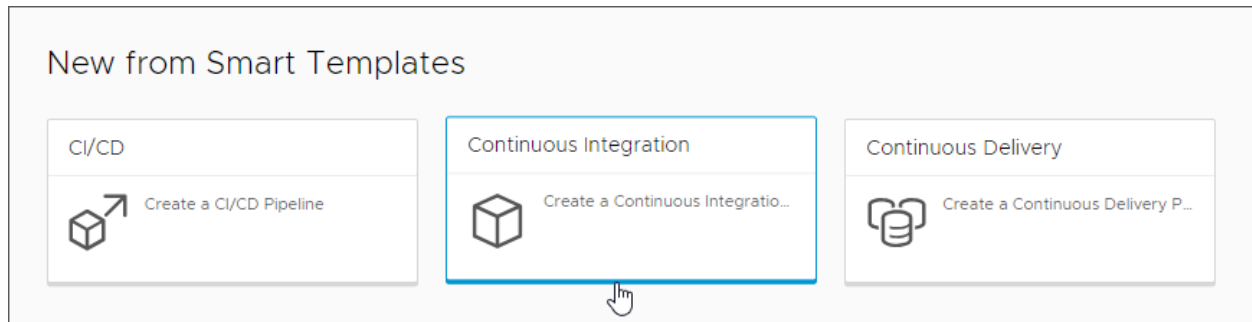 New from Smart Templates
CI/CD
Create a CI/CD Pipeline
Continuous Integration
Create a Continuous Integratio...
Continuous Delivery
Create a Continuous Delivery P...